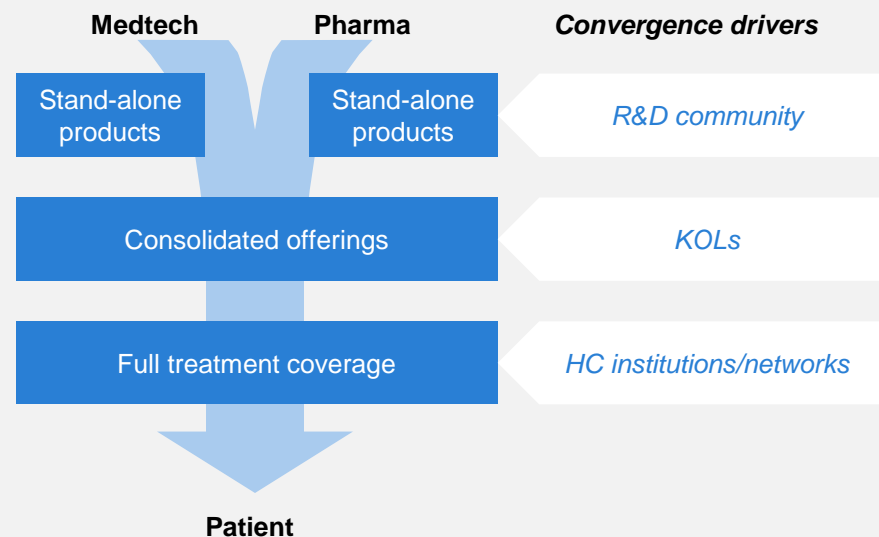 Medtech
Pharma
Convergence drivers
Stand-alone
products
Stand-alone
products
R&D community
Consolidated offerings
KOLs
Full treatment coverage
HC institutions/networks
Patient